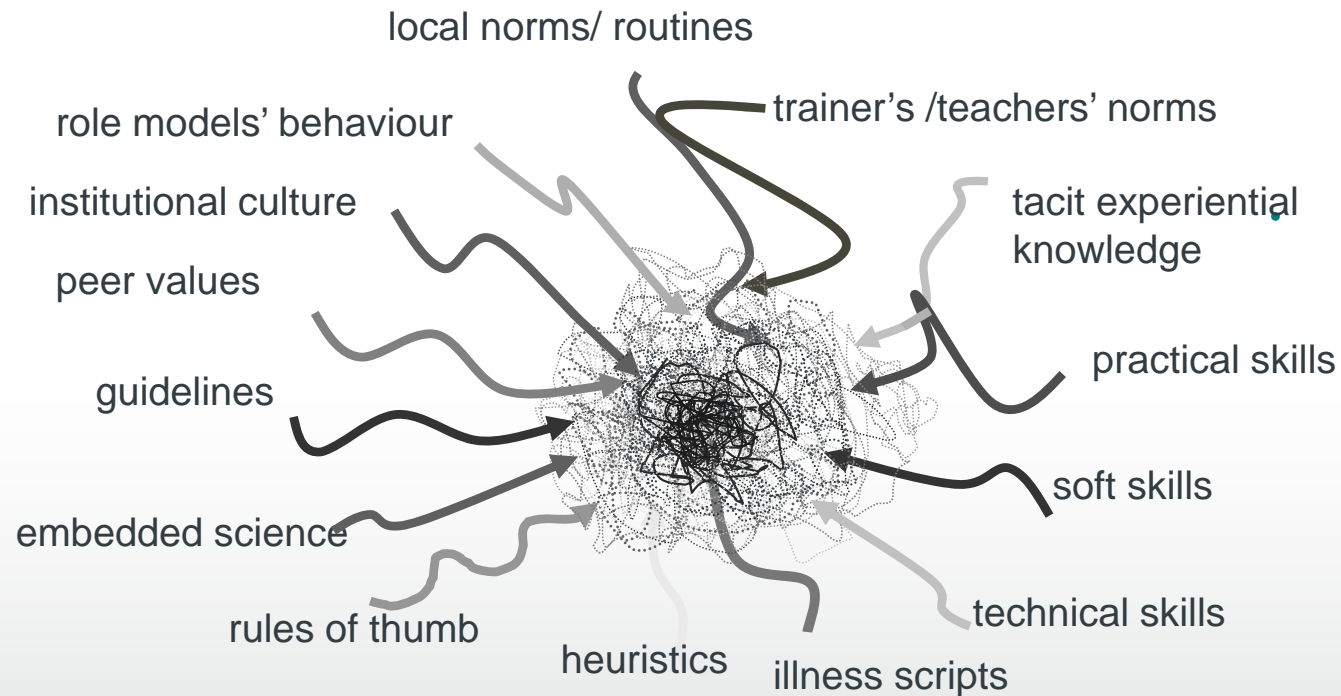 local norms/ routines
trainer's /teachers' norms
role models' behaviour
institutional culture
tacit experiential
knowledge
peer values
practical skills
guidelines
soft skills
embedded science
technical skills
rules of thumb
heuristics
illness scripts